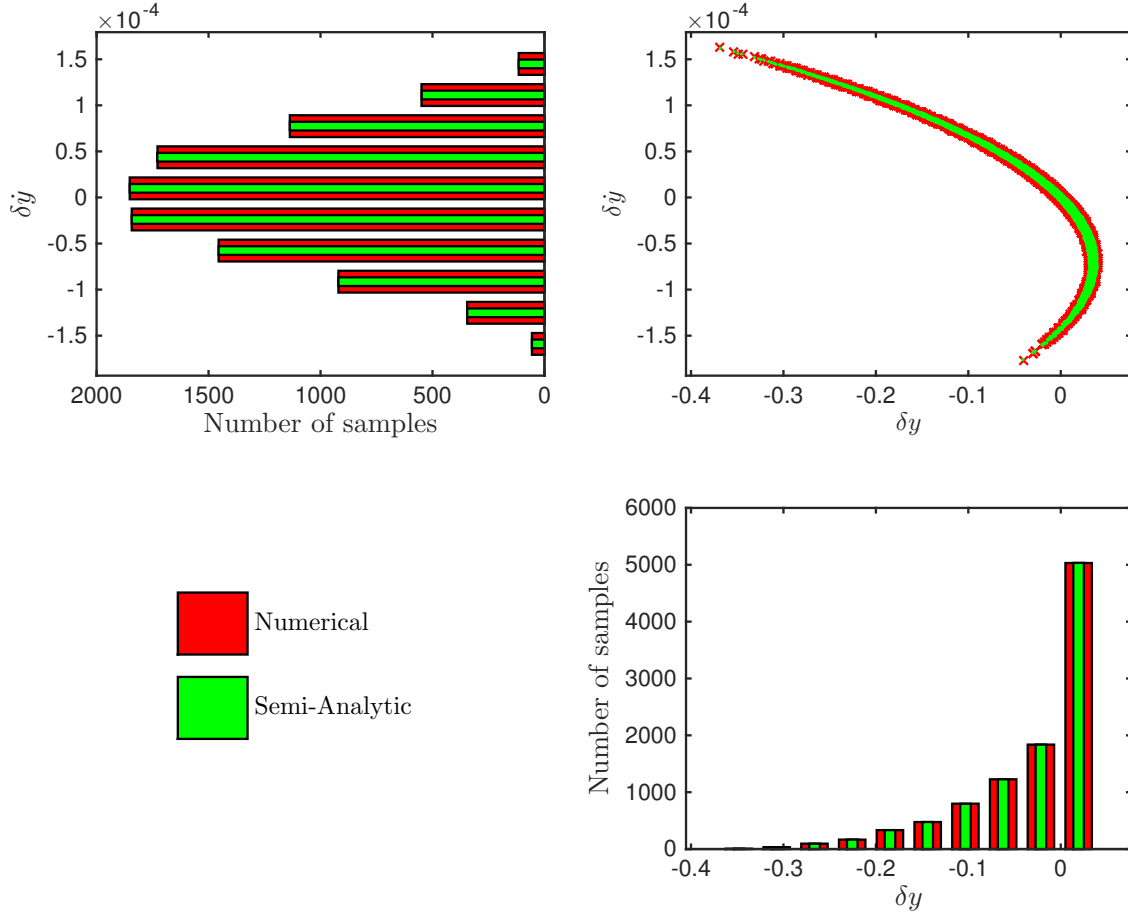 ×10⁻⁴
1.5
1
0.5
0
-0.5
-1
-1.5
δẏ
2000 1500 1000 500 0
Number of samples
×10⁻⁴
1.5
1
0.5
0
-0.5
-1
-1.5
δẏ
-0.4 -0.3 -0.2 -0.1 0
δy
Numerical
Semi-Analytic
6000
5000
4000
3000
2000
1000
0
Number of samples
-0.4 -0.3 -0.2 -0.1 0
δy